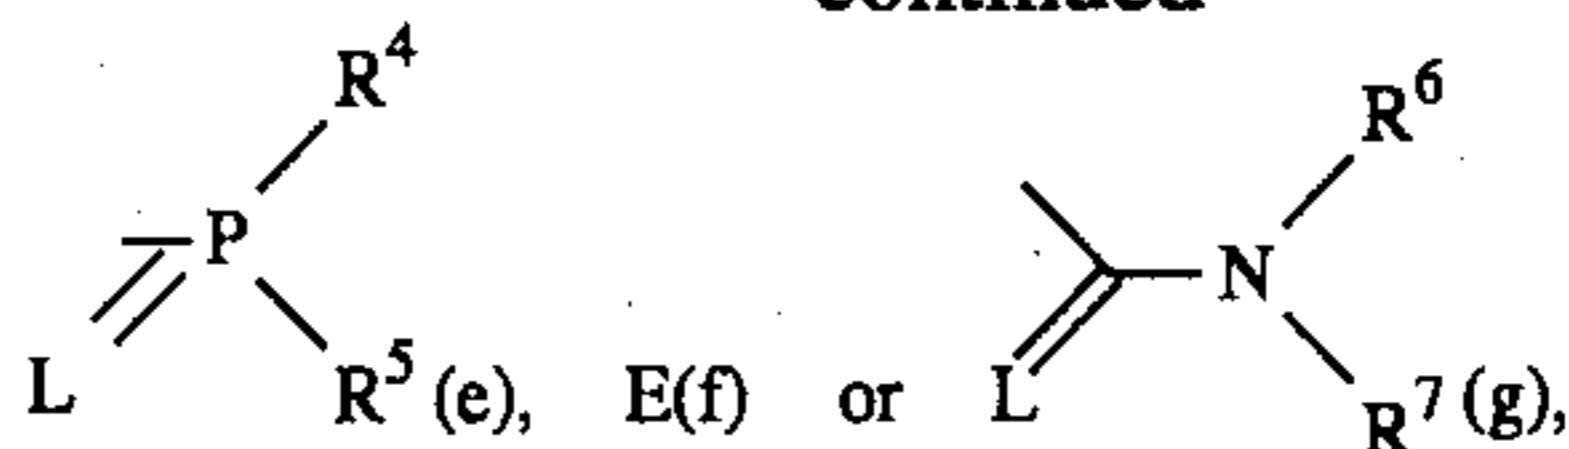 continued
R4
R6
P
N
L R5 (e), E(f) or L R7 (g),